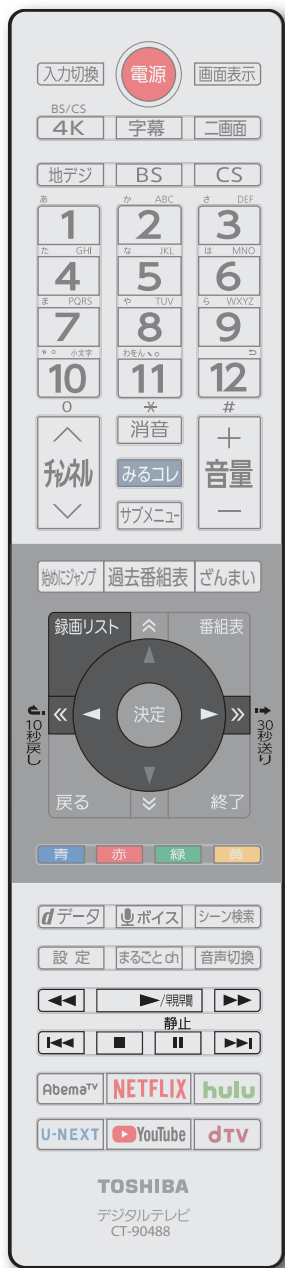 入力切換 電源 画面表示
BS/CS
4K 字幕 二画面
地デジ BS CS
あ か ABC さ DEF
1 2 3
た GHI な JKL は MNO
4 5 6
ま PQRS や TUV ら WXYZ
7 8 9
゛゜ 小文字 わをん、。
10 11 12
0 * #
チャンネル 消音 + 音量 −
みるコレ
サブメニュー
始めにジャンプ 過去番組表 ざんまい
録画リスト 番組表
10秒戻し 決定 30秒送り
戻る 終了
青 赤 緑 黄
dデータ ボイス シーン検索
設定 まるごとch 音声切換
/早見早聞
静止
AbemaTV NETFLIX hulu
U-NEXT YouTube dTV
TOSHIBA
デジタルテレビ
CT-90488